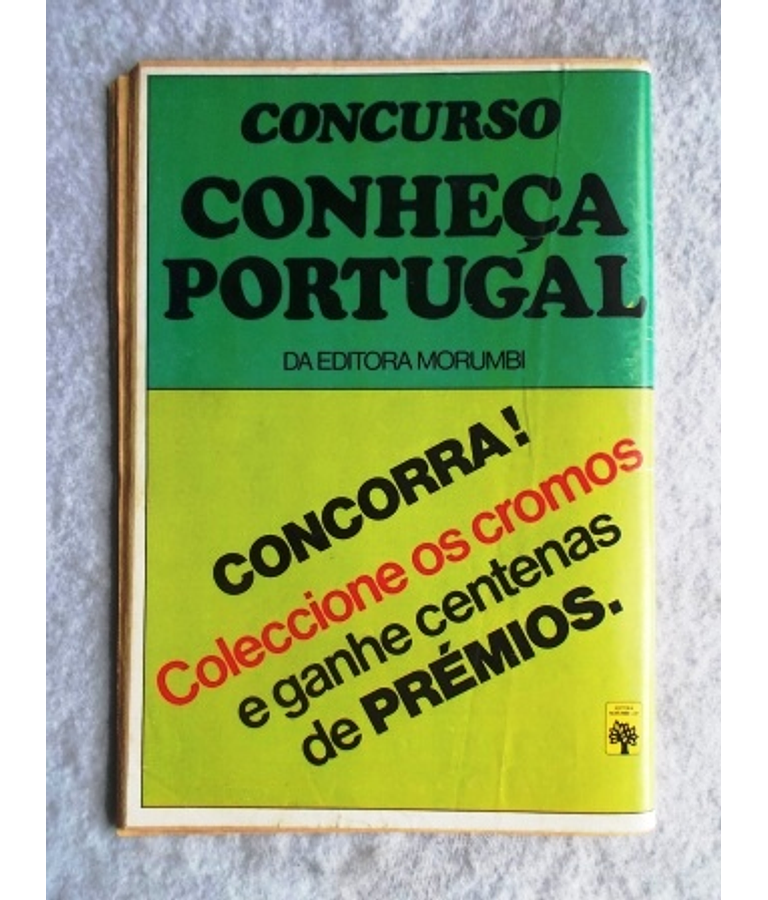 CONCURSO
CONHEÇA
PORTUGAL
DA EDITORA MORUMBI
CONCORRA!
Coleccione os cromos
e ganhe centenas
de PRÉMIOS.